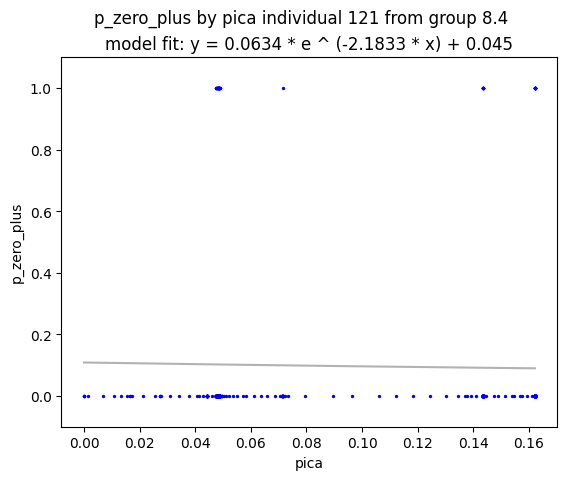 p_zero_plus by pica individual 121 from group 8.4
model fit: y = 0.0634 * e ^ (-2.1833 * x) + 0.045
1.0
0.8
0.6
0.4
0.2
0.0
p_zero_plus
0.00 0.02 0.04 0.06 0.08 0.10 0.12 0.14 0.16
pica